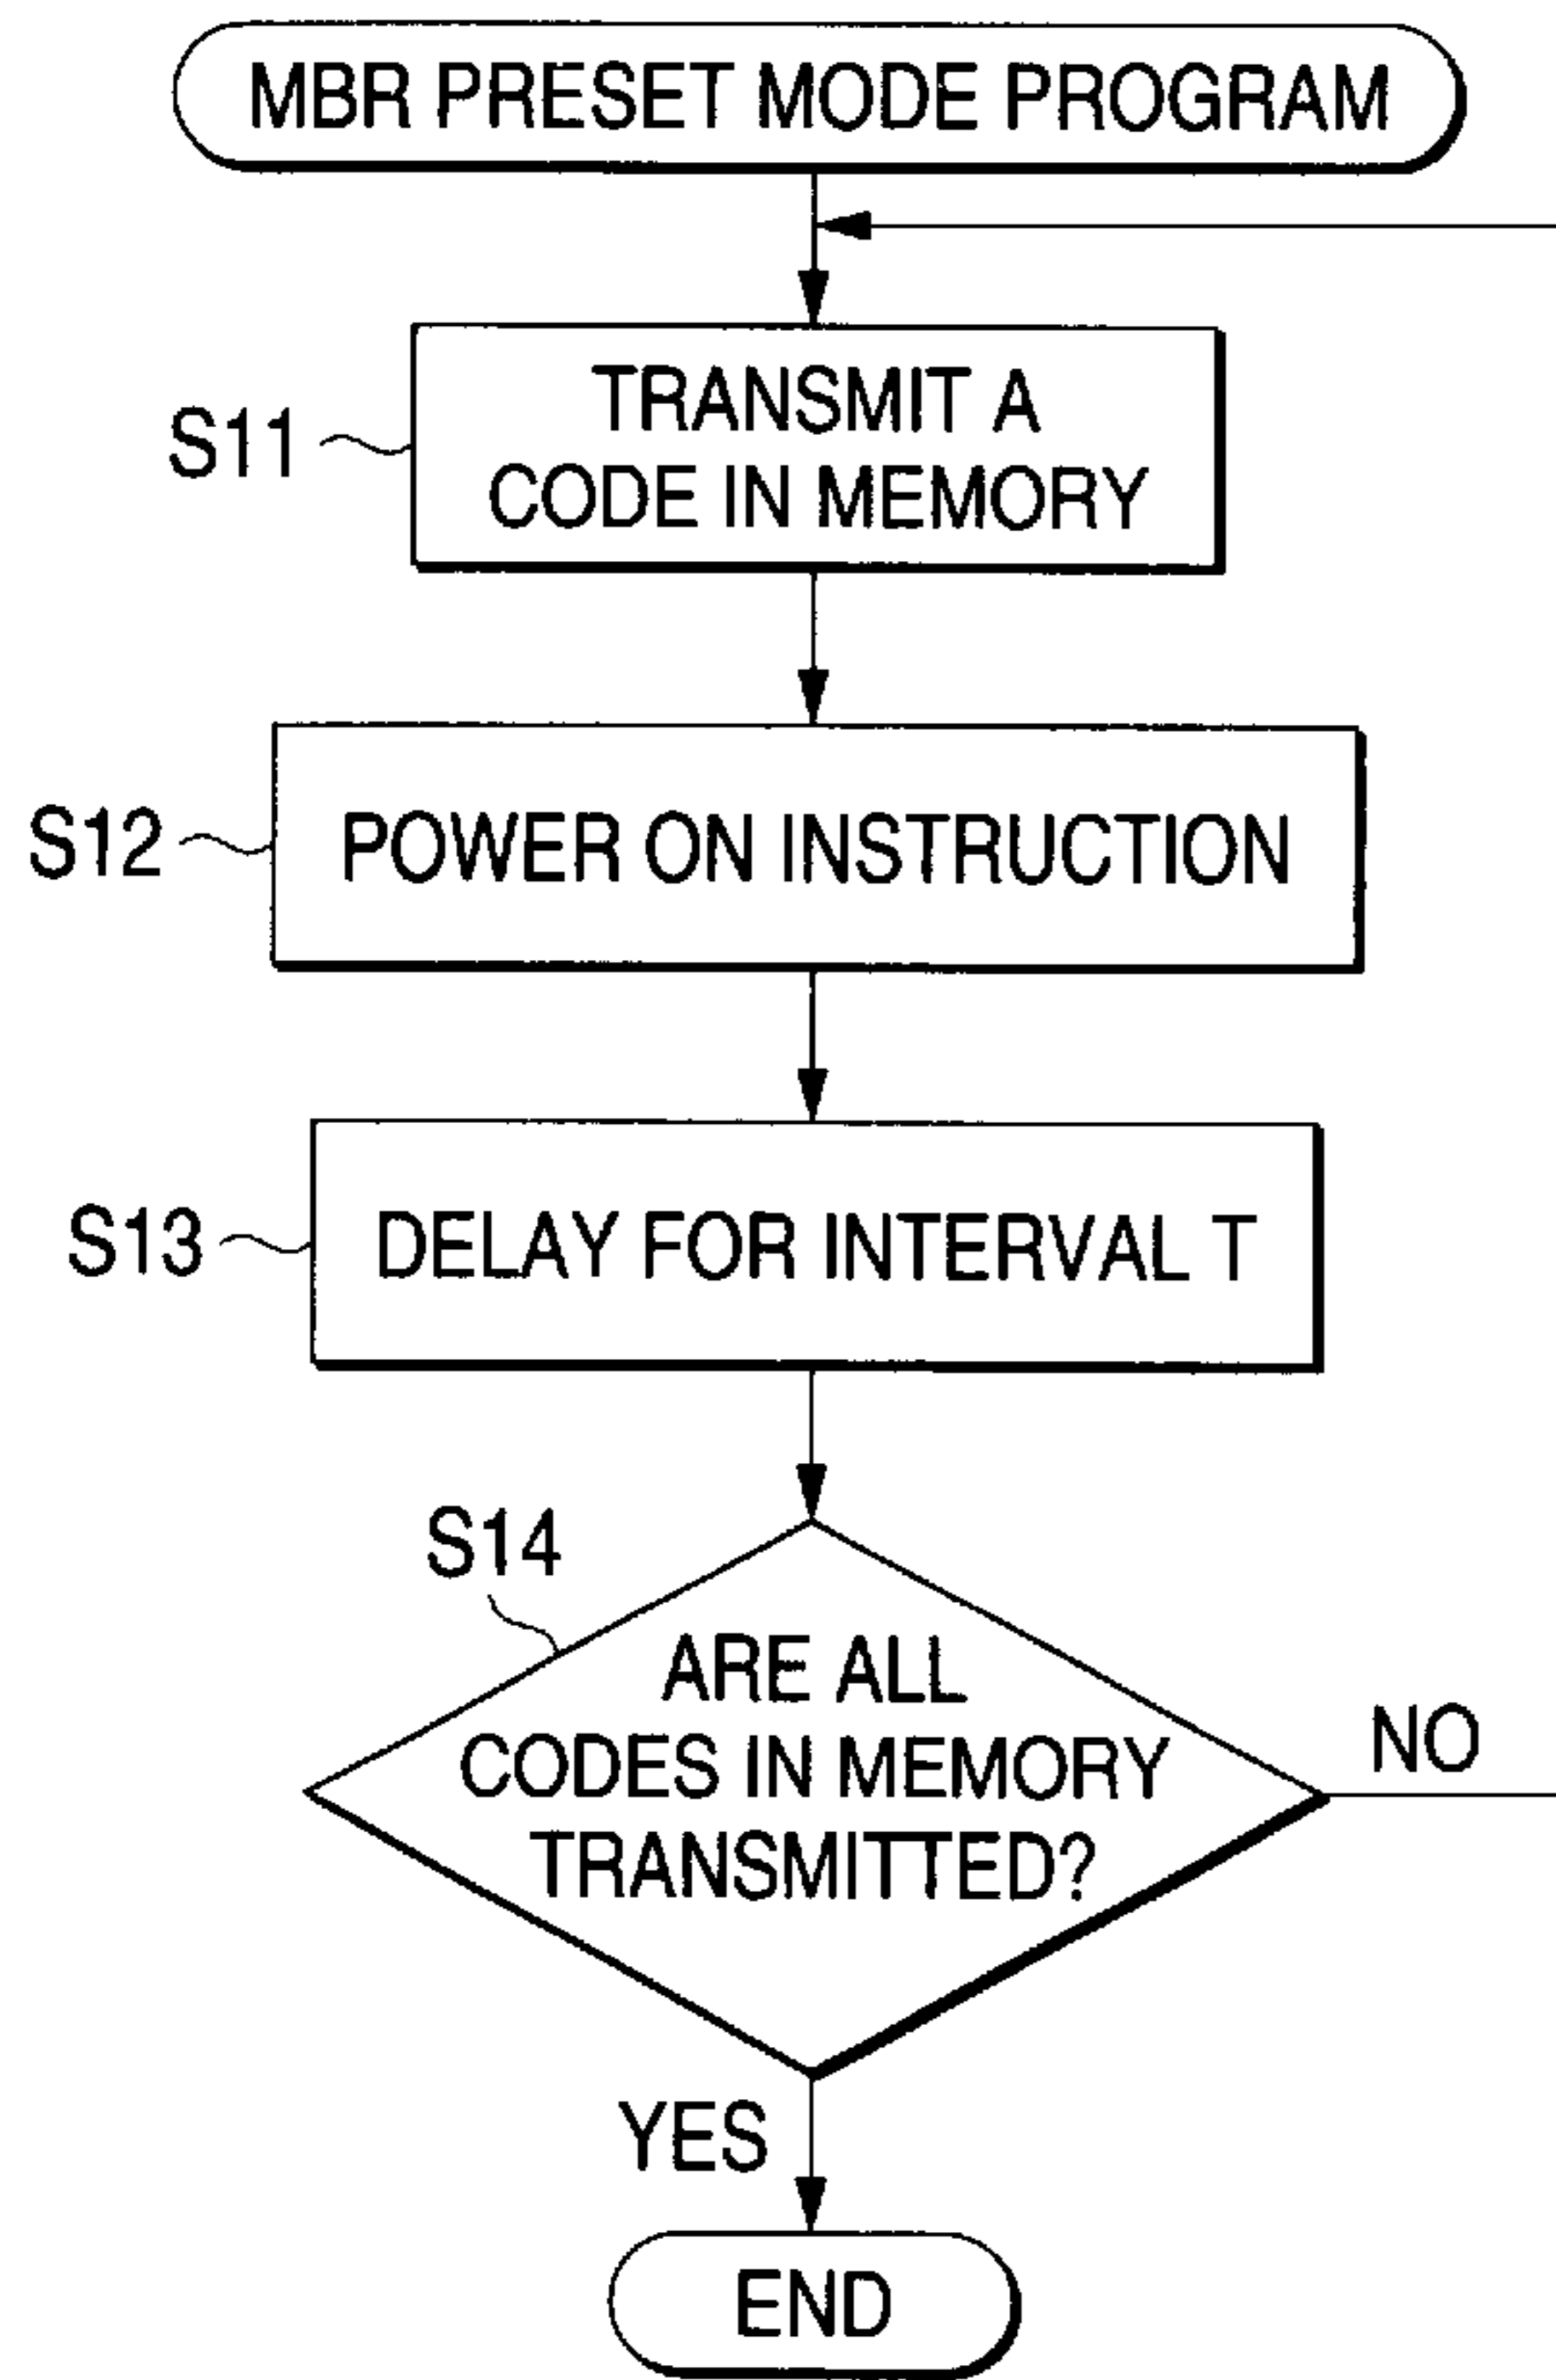 MBR PRESET MODE PROGRAM
S11
TRANSMIT A
CODE IN MEMORY
S12
POWER ON INSTRUCTION
S13
DELAY FOR INTERVAL T
S14
ARE ALL
CODES IN MEMORY
TRANSMITTED?
NO
YES
END